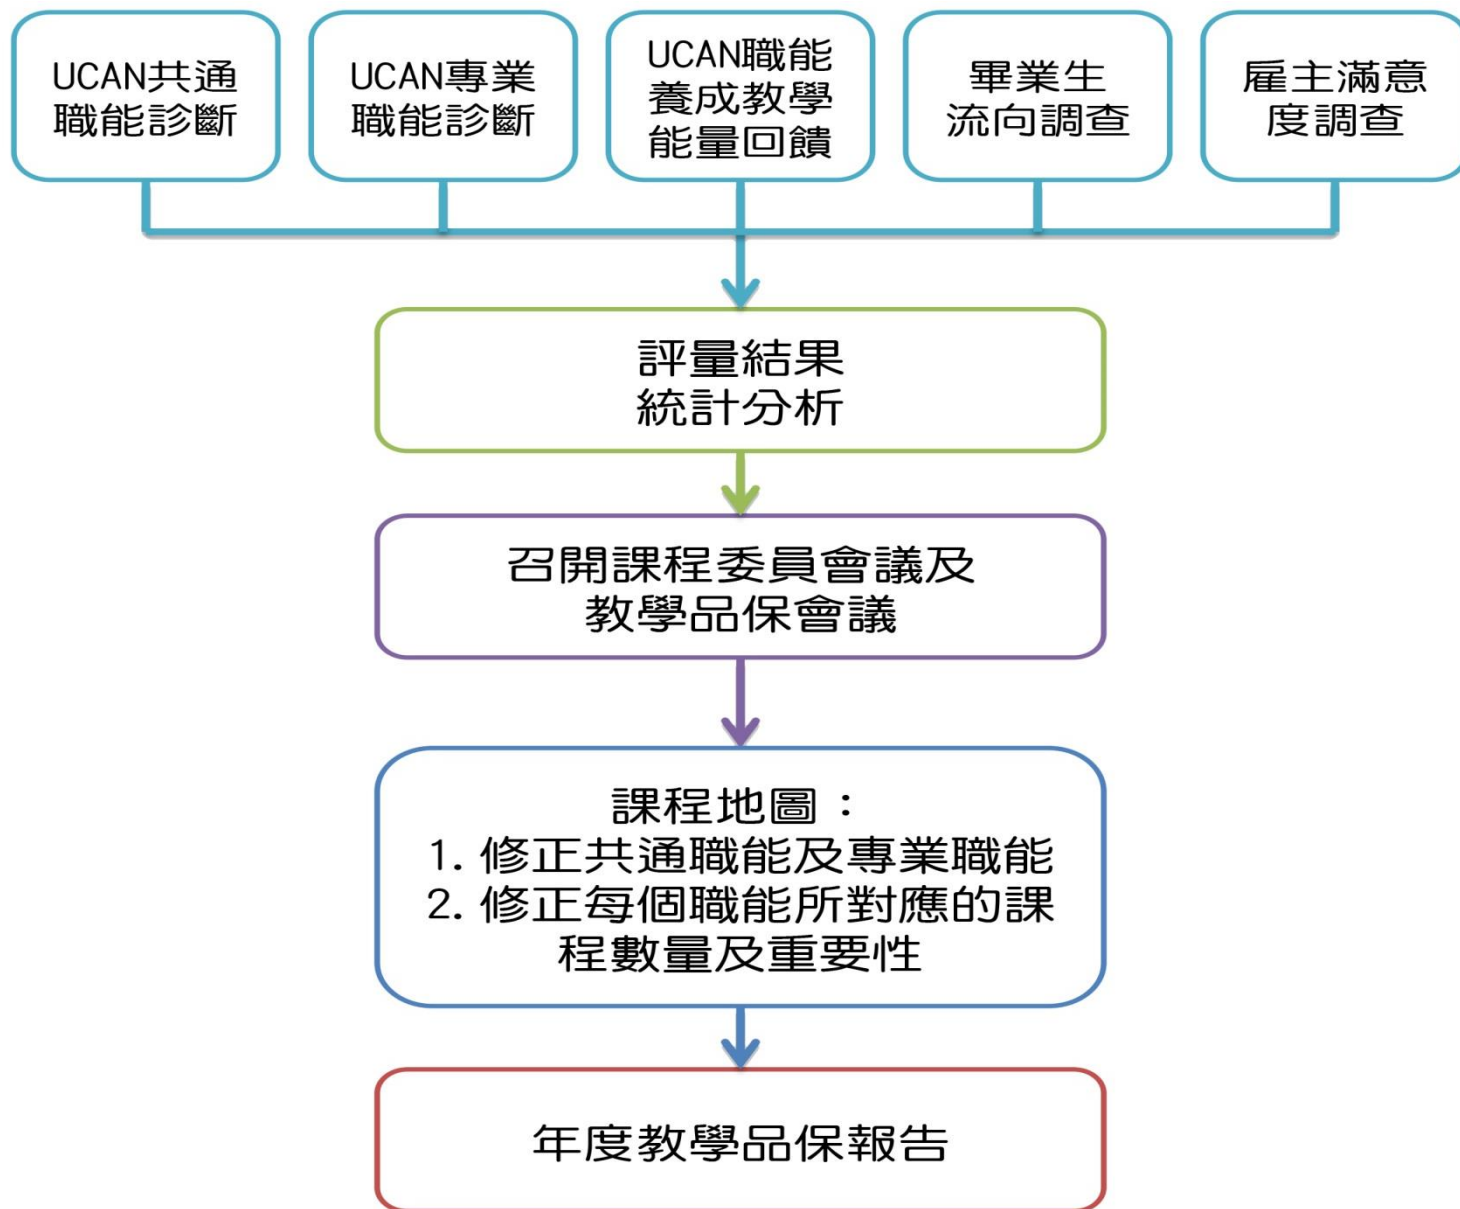 UCAN共通
職能診斷
UCAN專業
職能診斷
UCAN職能
養成教學
能量回饋
畢業生
流向調查
雇主滿意
度調查
評量結果
統計分析
召開課程委員會議及
教學品保會議
課程地圖：
1. 修正共通職能及專業職能
2. 修正每個職能所對應的課
程數量及重要性
年度教學品保報告